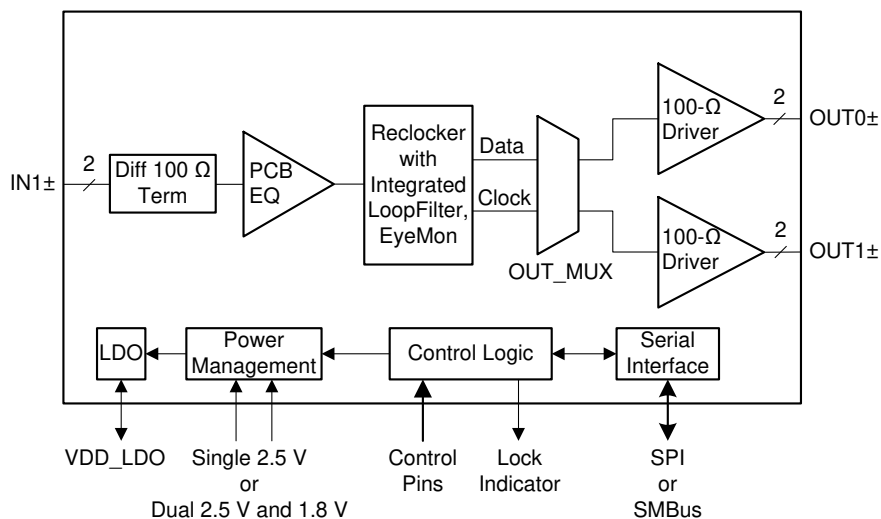 100-Ω
Driver
2
OUT0±
Reclocker
with
Integrated
LoopFilter,
EyeMon
Data
Clock
IN1±
2
Diff 100 Ω
Term
PCB
EQ
OUT_MUX
100-Ω
Driver
2
OUT1±
LDO
Power
Management
Control Logic
Serial
Interface
VDD_LDO
Single 2.5 V
or
Dual 2.5 V and 1.8 V
Control
Pins
Lock
Indicator
SPI
or
SMBus